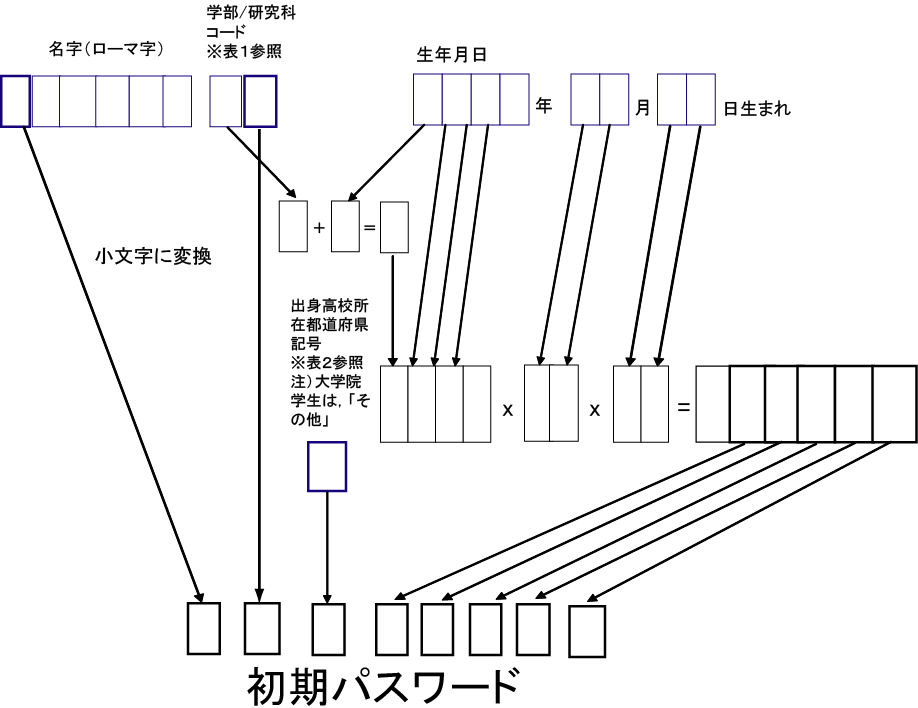 学部/研究科
コード
※表1参照
名字(ローマ字)
生年月日
年
月
日生まれ
+
=
小文字に変換
出身高校所
在都道府県
記号
※表2参照
注)大学院
学生は,「そ
の他」
x
x
=
初期パスワード